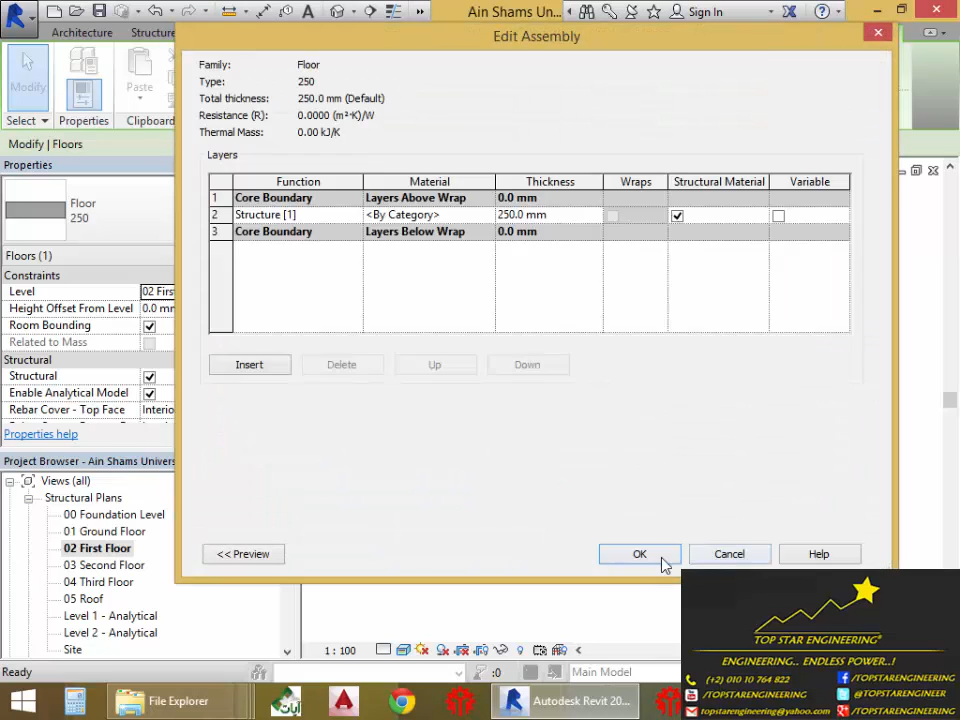 Ain Shams Un...
Sign In
Architecture
Structure
Modify
Paste
Select
Properties
Clipboard
Modify | Floors
Properties
Floor
250
Floors (1)
Constraints
Level
02 First
Height Offset From Level
0.0 mm
Room Bounding
Related to Mass
Structural
Structural
Enable Analytical Model
Rebar Cover - Top Face
Interior
Properties help
Project Browser - Ain Shams Univers
Views (all)
Structural Plans
00 Foundation Level
01 Ground Floor
02 First Floor
03 Second Floor
04 Third Floor
05 Roof
Level 1 - Analytical
Level 2 - Analytical
Site
Edit Assembly
Family: Floor
Type: 250
Total thickness: 250.0 mm (Default)
Resistance (R): 0.0000 (m²·K)/W
Thermal Mass: 0.00 kJ/K
Layers
Function Material Thickness Wraps Structural Material Variable
1 Core Boundary Layers Above Wrap 0.0 mm
2 Structure [1] <By Category> 250.0 mm
3 Core Boundary Layers Below Wrap 0.0 mm
Insert Delete Up Down
<< Preview OK Cancel Help
1 : 100
Ready
:0
Main Model
File Explorer
Autodesk Revit 20...
TOP STAR ENGINEERING
ENGINEERING.. ENDLESS POWER..!
(+2) 010 10 764 822
/TOPSTARENGINEERING
/TOPSTARENGINEERING
@TOPSTARENGINEER
topstarengineering@yahoo.com
/TOPSTARENGINEERING